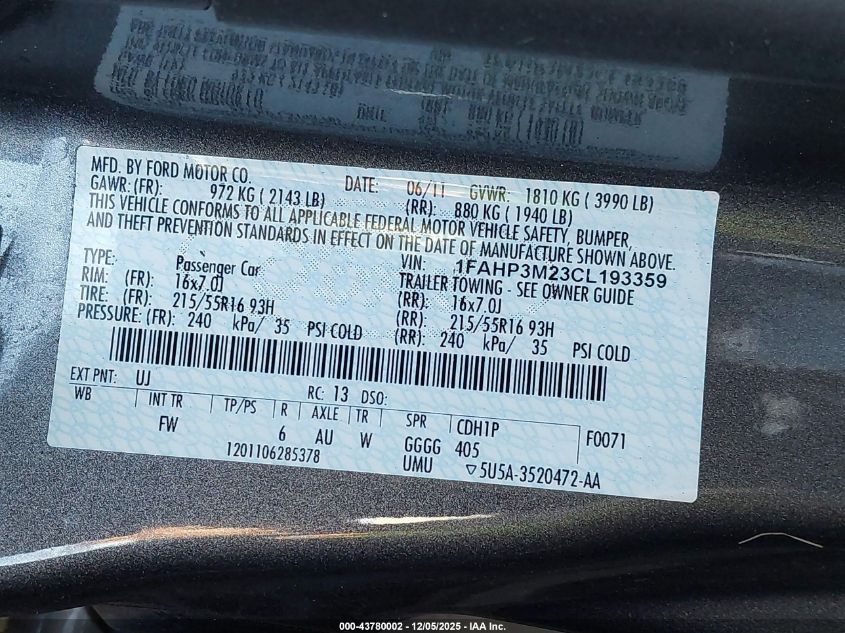 MFD. BY FORD MOTOR CO. DATE: 06/11 GVWR: 1810 KG ( 3990 LB)
GAWR: (FR): 972 KG ( 2143 LB) (RR): 880 KG ( 1940 LB)
THIS VEHICLE CONFORMS TO ALL APPLICABLE FEDERAL MOTOR VEHICLE SAFETY, BUMPER,
AND THEFT PREVENTION STANDARDS IN EFFECT ON THE DATE OF MANUFACTURE SHOWN ABOVE.
VIN: 1FAHP3M23CL193359
TYPE: Passenger Car TRAILER TOWING - SEE OWNER GUIDE
RIM: (FR): 16x7.0J (RR): 16x7.0J
TIRE: (FR): 215/55R16 93H (RR): 215/55R16 93H
PRESSURE: (FR): 240 kPa/ 35 PSI COLD (RR): 240 kPa/ 35 PSI COLD
EXT PNT: UJ RC: 13 DSO:
WB INT TR TP/PS R AXLE TR SPR CDH1P F0071
FW 6 AU W GGGG 405
1201106285378 UMU ▽5U5A-3520472-AA
000-43780002 - 12/05/2025 - IAA Inc.